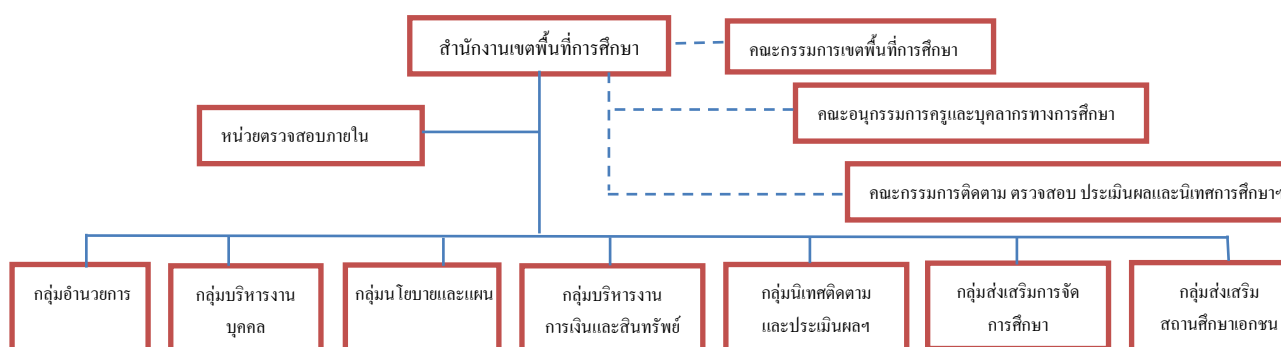 สำนักงานเขตพื้นที่การศึกษา
คณะกรรมการเขตพื้นที่การศึกษา
คณะอนุกรรมการครูและบุคลากรทางการศึกษา
หน่วยตรวจสอบภายใน
คณะกรรมการติดตาม ตรวจสอบ ประเมินผลและนิเทศการศึกษาฯ
กลุ่มอำนวยการ
กลุ่มบริหารงาน
บุคคล
กลุ่มนโยบายและแผน
กลุ่มบริหารงาน
การเงินและสินทรัพย์
กลุ่มนิเทศติดตาม
และประเมินผลฯ
กลุ่มส่งเสริมการจัด
การศึกษา
กลุ่มส่งเสริม
สถานศึกษาเอกชน